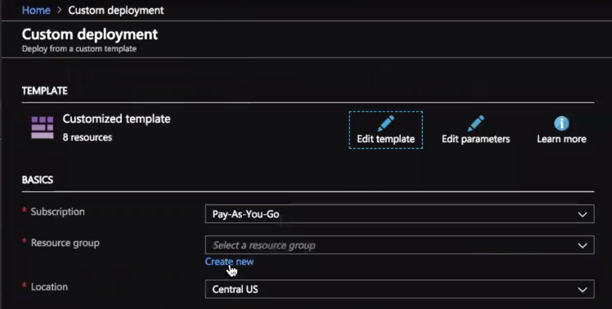 Home > Custom deployment
Custom deployment
Deploy from a custom template
TEMPLATE
Customized template
8 resources
Edit template
Edit parameters
Learn more
BASICS
* Subscription
Pay-As-You-Go
* Resource group
Select a resource group
Create new
* Location
Central US